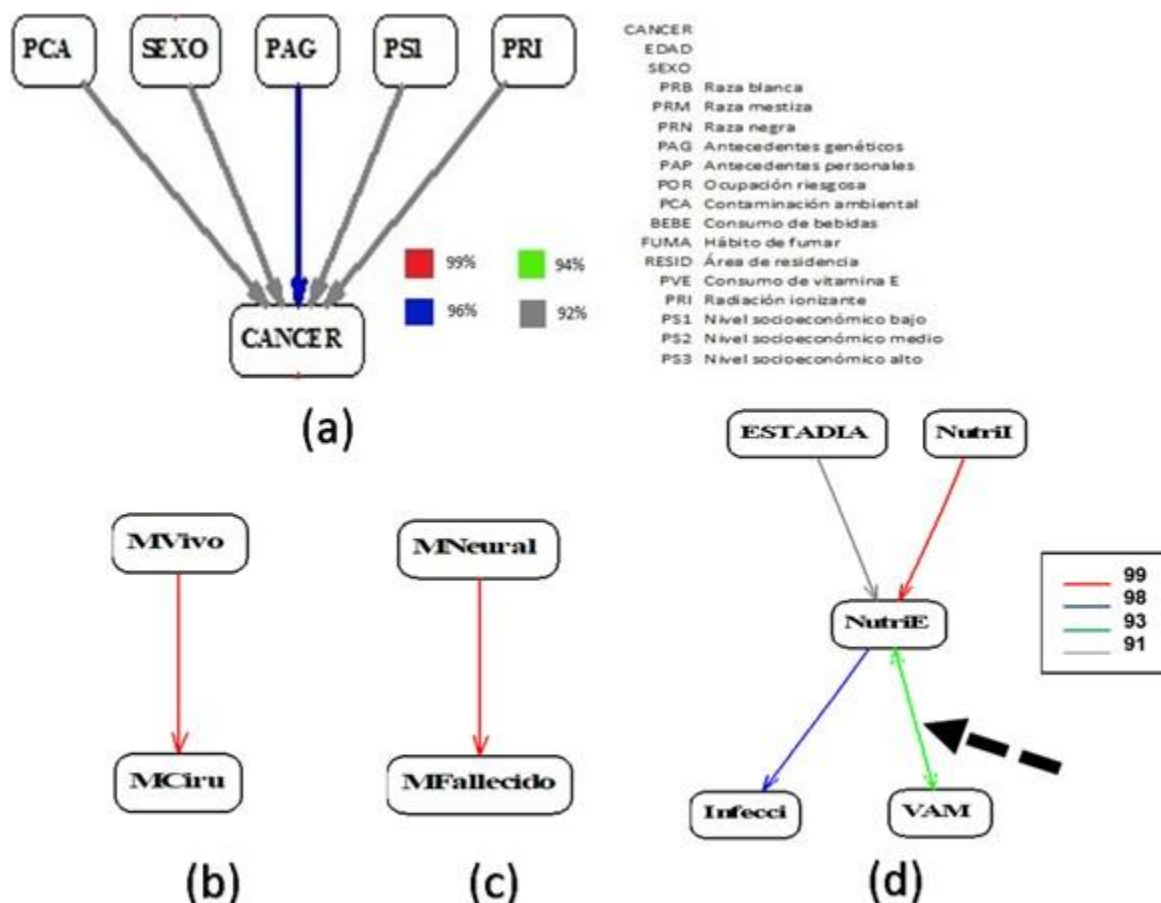 PCA
SEXO
PAG
PS1
PRI
99%
94%
96%
92%
CANCER
(a)
CANCER
EDAD
SEXO
PRB Raza blanca
PRM Raza mestiza
PRN Raza negra
PAG Antecedentes genéticos
PAP Antecedentes personales
POR Ocupación riesgosa
PCA Contaminación ambiental
BEBE Consumo de bebidas
FUMA Hábito de fumar
RESID Área de residencia
PVE Consumo de vitamina E
PRI Radiación ionizante
PS1 Nivel socioeconómico bajo
PS2 Nivel socioeconómico medio
PS3 Nivel socioeconómico alto
MVivo
MCiru
(b)
MNeural
MFallecido
(c)
ESTADIA
NutriI
NutriE
Infecci
VAM
99
98
93
91
(d)